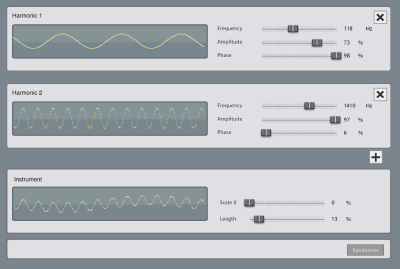 Harmonic 1
Frequency 118 Hz
Amplitude 73 %
Phase 98 %
Harmonic 2
Frequency 1410 Hz
Amplitude 97 %
Phase 6 %
Instrument
Scale X 0 %
Length 13 %
Randomize